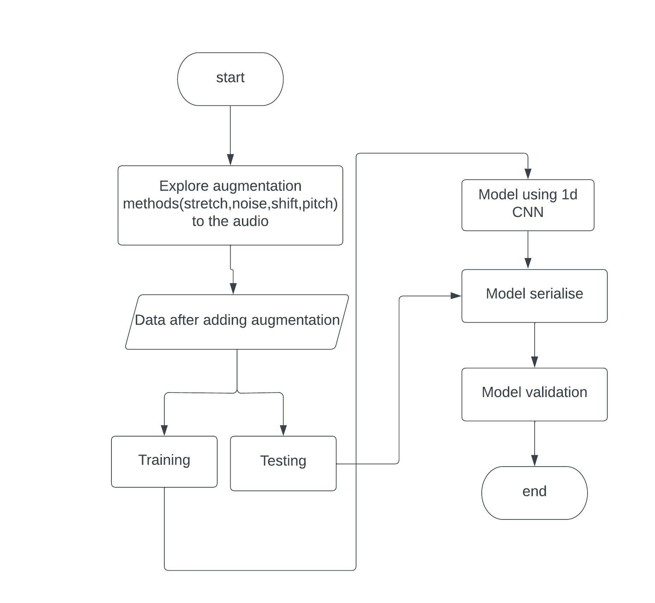 start
Explore augmentation
methods(stretch,noise,shift,pitch)
to the audio
Data after adding augmentation
Training
Testing
Model using 1d
CNN
Model serialise
Model validation
end